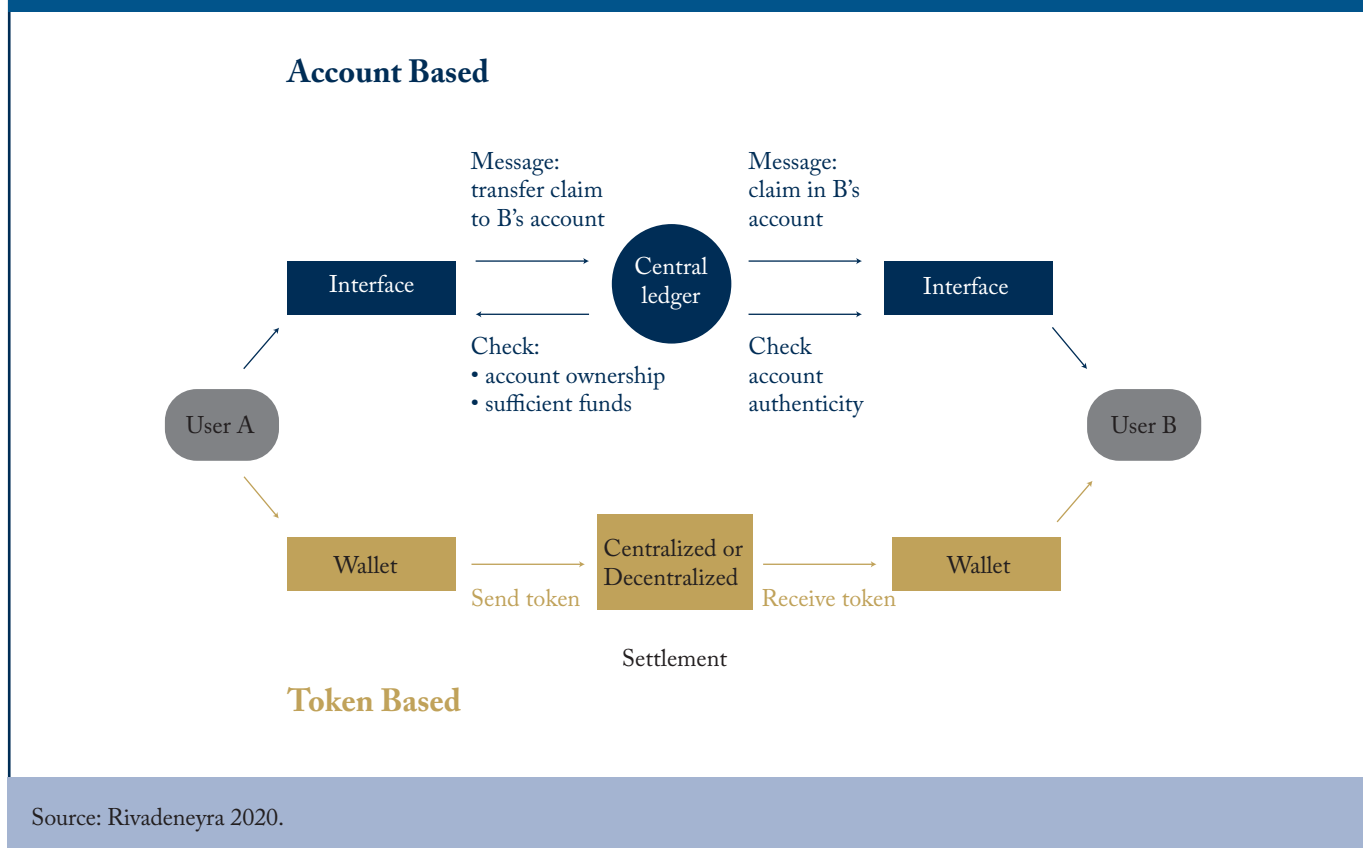 Account Based
Message:
transfer claim
to B's account
Message:
claim in B's
account
Interface
Central
ledger
Interface
Check:
• account ownership
• sufficient funds
Check
account
authenticity
User A
User B
Wallet
Send token
Centralized or
Decentralized
Receive token
Wallet
Settlement
Token Based
Source: Rivadeneyra 2020.